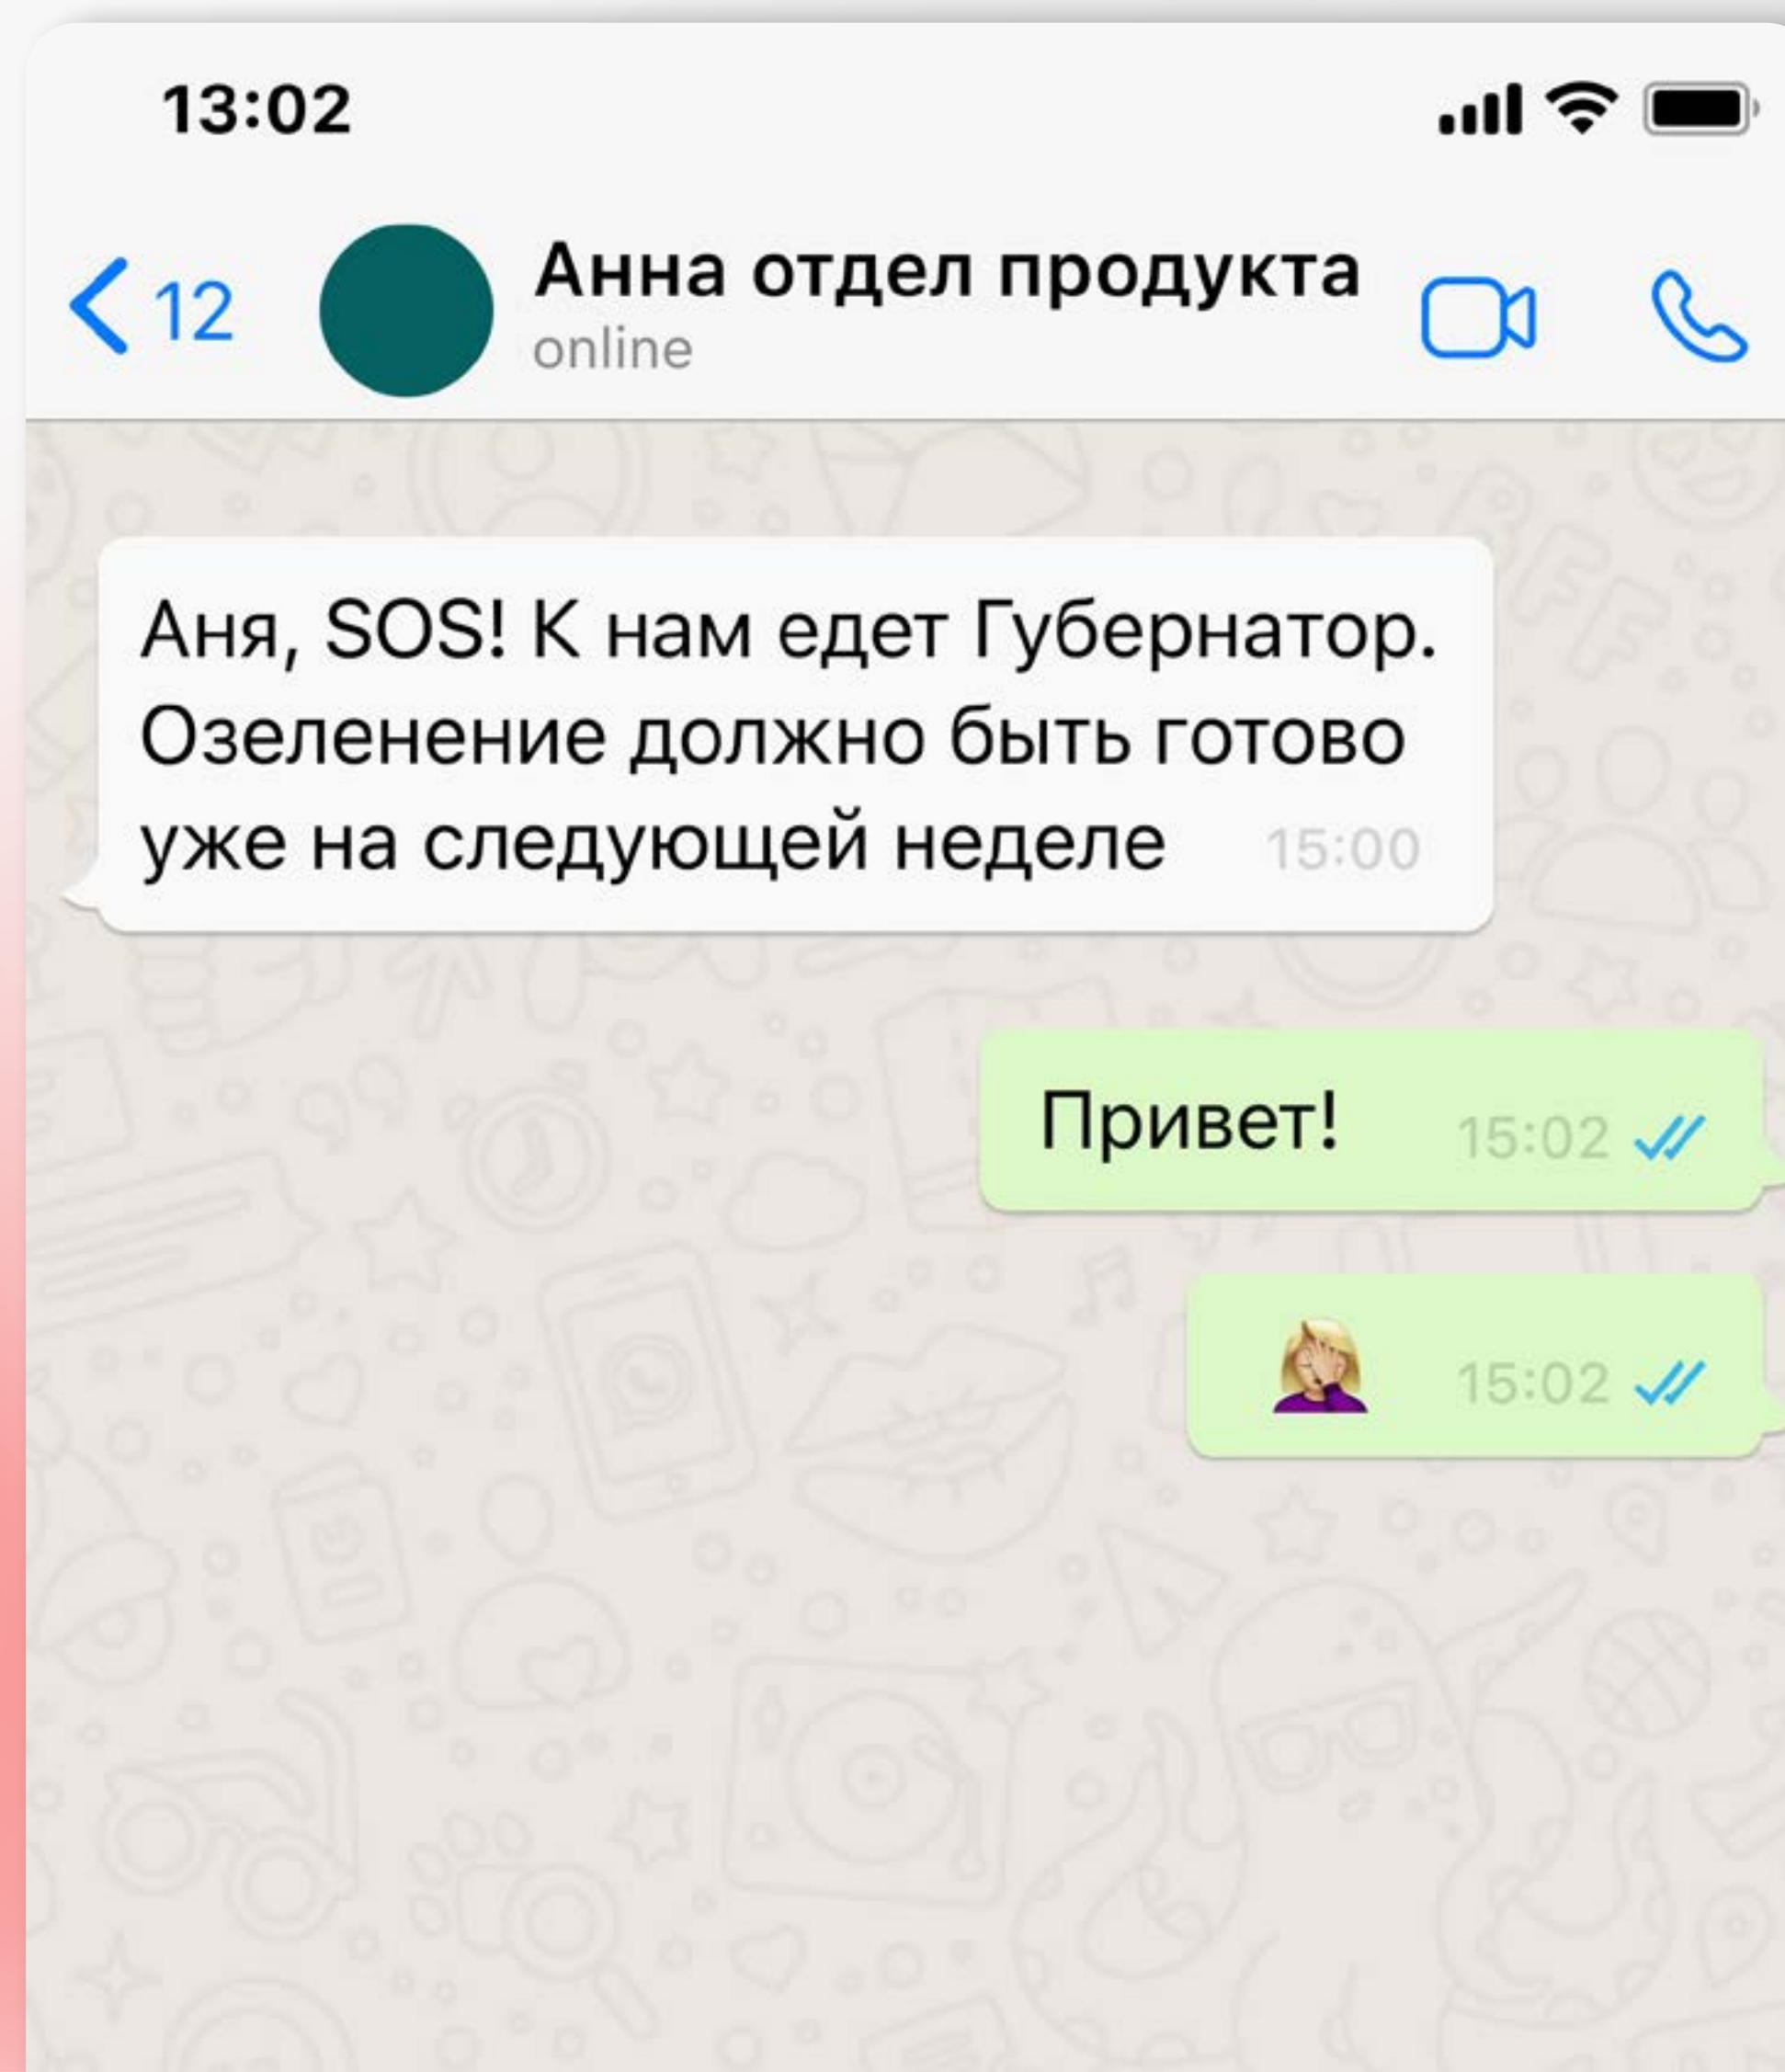 13:02
12
Анна отдел продукта
online
Аня, SOS! К нам едет Губернатор.
Озеленение должно быть готово
уже на следующей неделе 15:00
Привет! 15:02
15:02